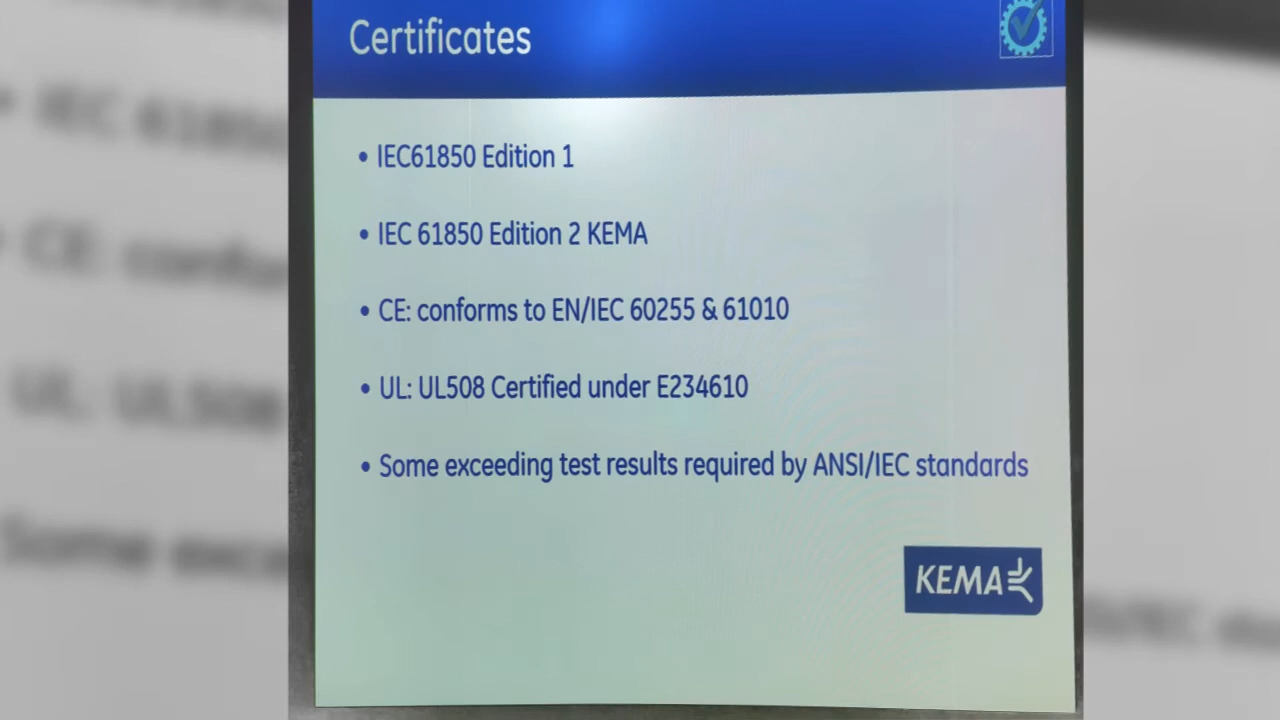 Certificates
• IEC61850 Edition 1
• IEC 61850 Edition 2 KEMA
• CE: conforms to EN/IEC 60255 & 61010
• UL: UL508 Certified under E234610
• Some exceeding test results required by ANSI/IEC standards
KEMA